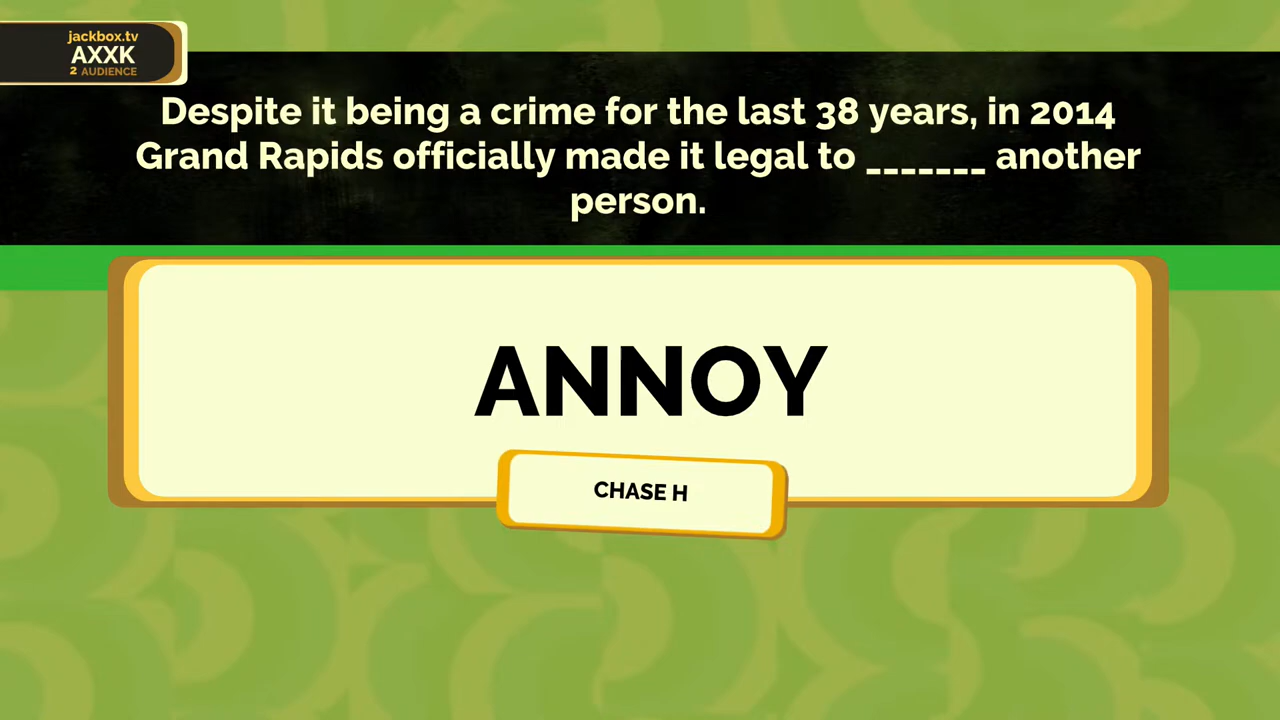 jackbox.tv
AXXK
2 AUDIENCE
Despite it being a crime for the last 38 years, in 2014
Grand Rapids officially made it legal to _______ another
person.
ANNOY
CHASE H